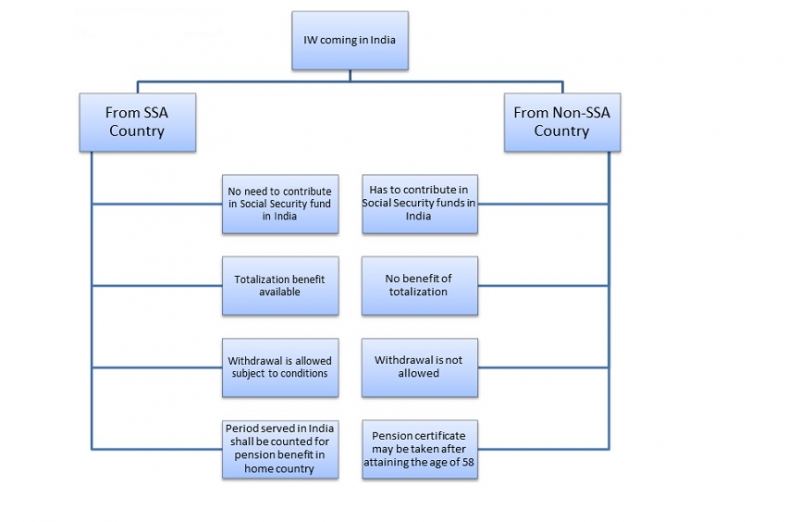 IW coming in India
From SSA
Country
From Non-SSA
Country
No need to contribute
in Social Security fund
in India
Has to contribute in
Social Security funds in
India
Totalization benefit
available
No benefit of
totalization
Withdrawal is allowed
subject to conditions
Withdrawal is not
allowed
Period served in India
shall be counted for
pension benefit in
home country
Pension certificate
may be taken after
attaining the age of 58